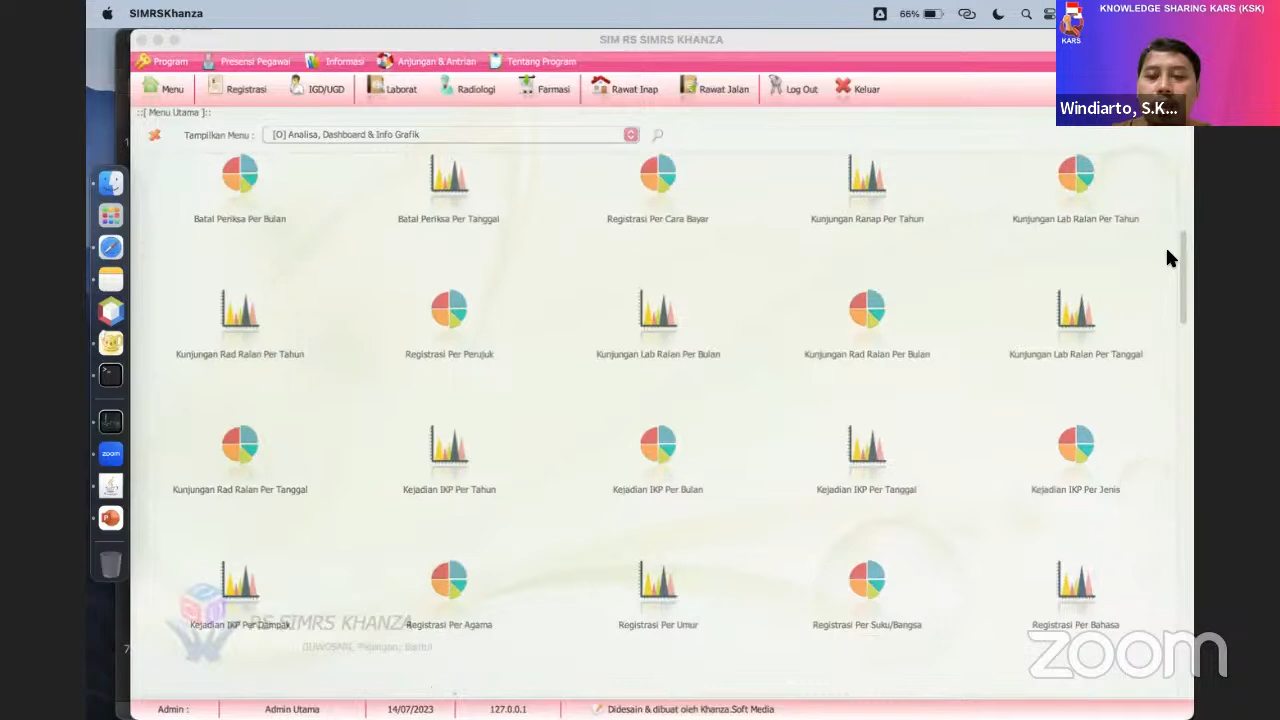 SIMRSKhanza
66%
KNOWLEDGE SHARING KARS (KSK)
KARS
Windiarto, S.K...
SIM RS SIMRS KHANZA
Program Presensi Pegawai Informasi Anjungan & Antrian Tentang Program
Menu Registrasi IGD/UGD Laborat Radiologi Farmasi Rawat Inap Rawat Jalan Log Out Keluar
::[ Menu Utama ]::
Tampilkan Menu : [O] Analisa, Dashboard & Info Grafik
Batal Periksa Per Bulan Batal Periksa Per Tanggal Registrasi Per Cara Bayar Kunjungan Ranap Per Tahun Kunjungan Lab Ralan Per Tahun
Kunjungan Rad Ralan Per Tahun Registrasi Per Perujuk Kunjungan Lab Ralan Per Bulan Kunjungan Rad Ralan Per Bulan Kunjungan Lab Ralan Per Tanggal
zoom
Kunjungan Rad Ralan Per Tanggal Kejadian IKP Per Tahun Kejadian IKP Per Bulan Kejadian IKP Per Tanggal Kejadian IKP Per Jenis
RS SIMRS KHANZA
Kejadian IKP Per Dampak Registrasi Per Agama Registrasi Per Umur Registrasi Per Suku/Bangsa Registrasi Per Bahasa
zoom
Admin : Admin Utama 14/07/2023 127.0.0.1 Didesain & dibuat oleh Khanza.Soft Media